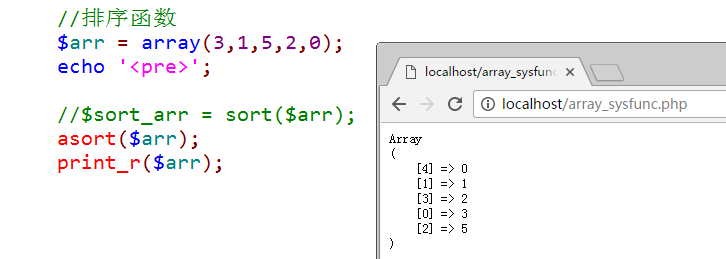 //排序函数
$arr = array(3,1,5,2,0);
echo '<pre>';
//$sort_arr = sort($arr);
asort($arr);
print_r($arr);
localhost/array_sysfunc
localhost/array_sysfunc.php
Array
(
[4] => 0
[1] => 1
[3] => 2
[0] => 3
[2] => 5
)